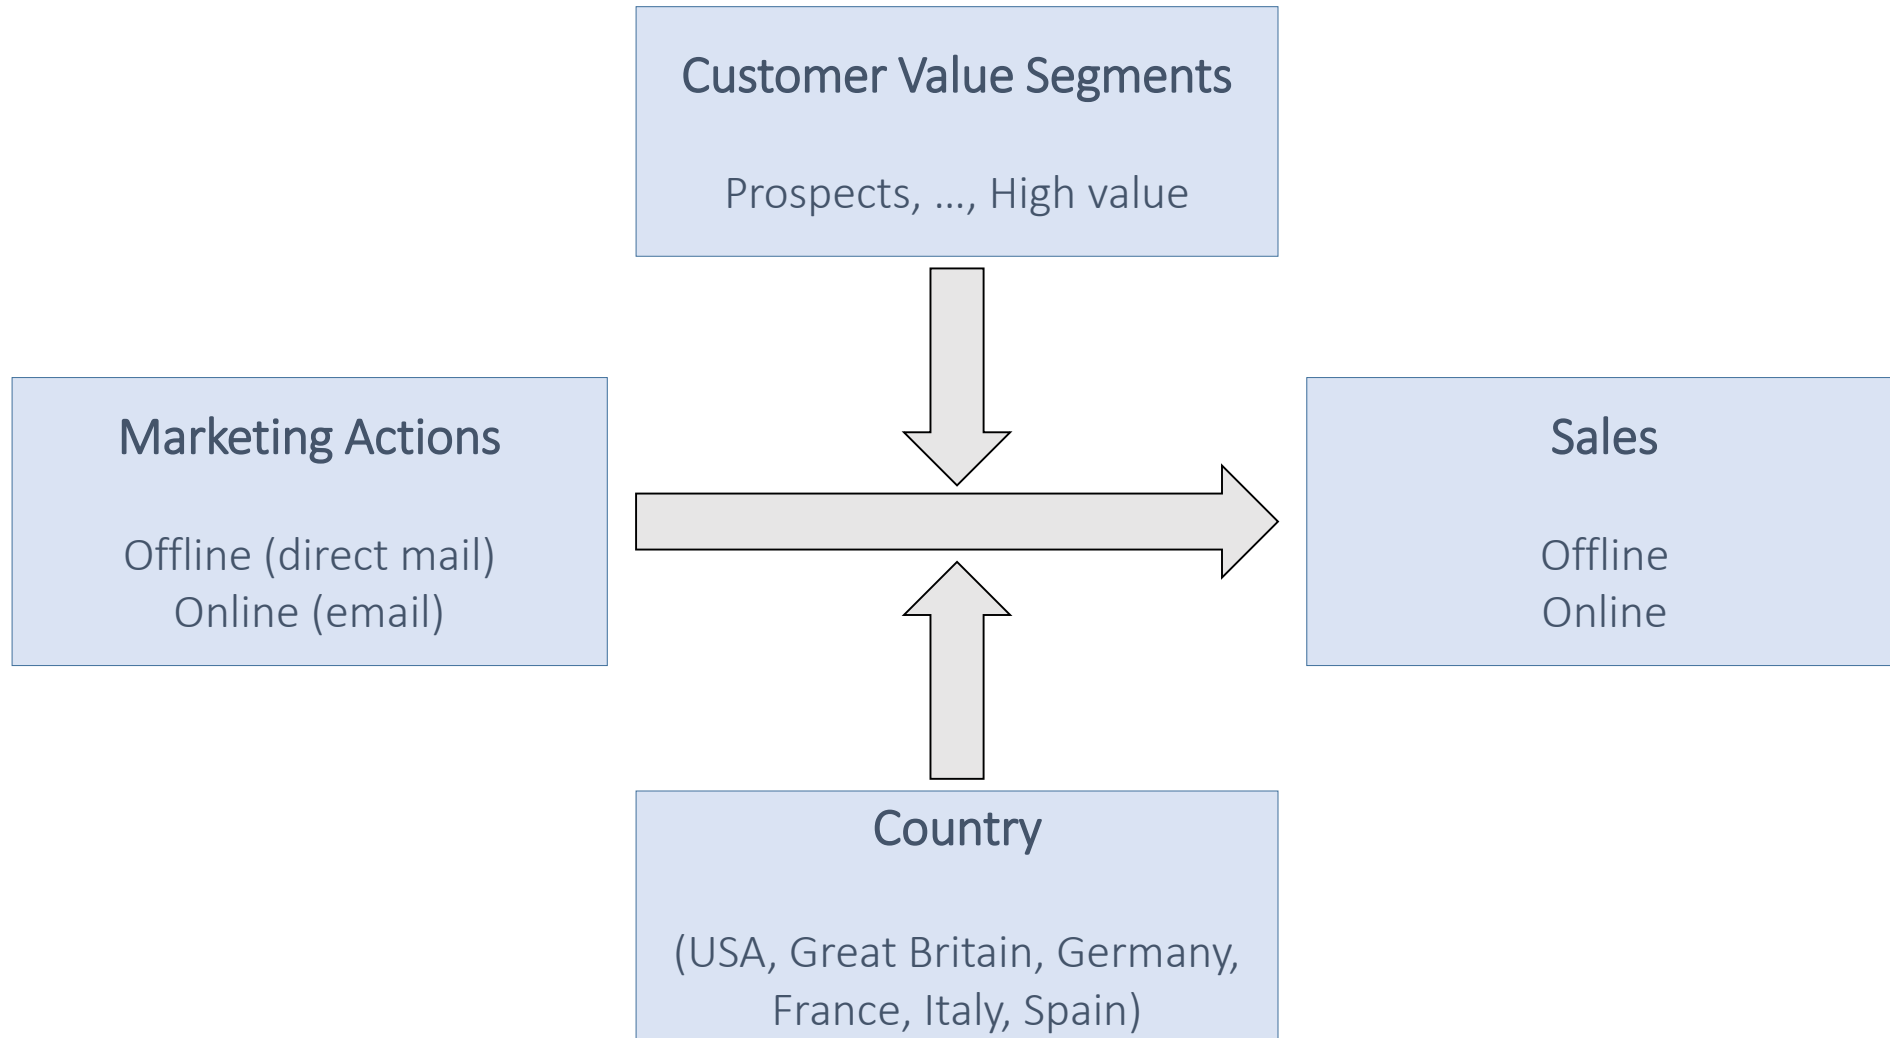 Customer Value Segments
Prospects, ..., High value
Marketing Actions
Offline (direct mail)
Online (email)
Sales
Offline
Online
Country
(USA, Great Britain, Germany,
France, Italy, Spain)